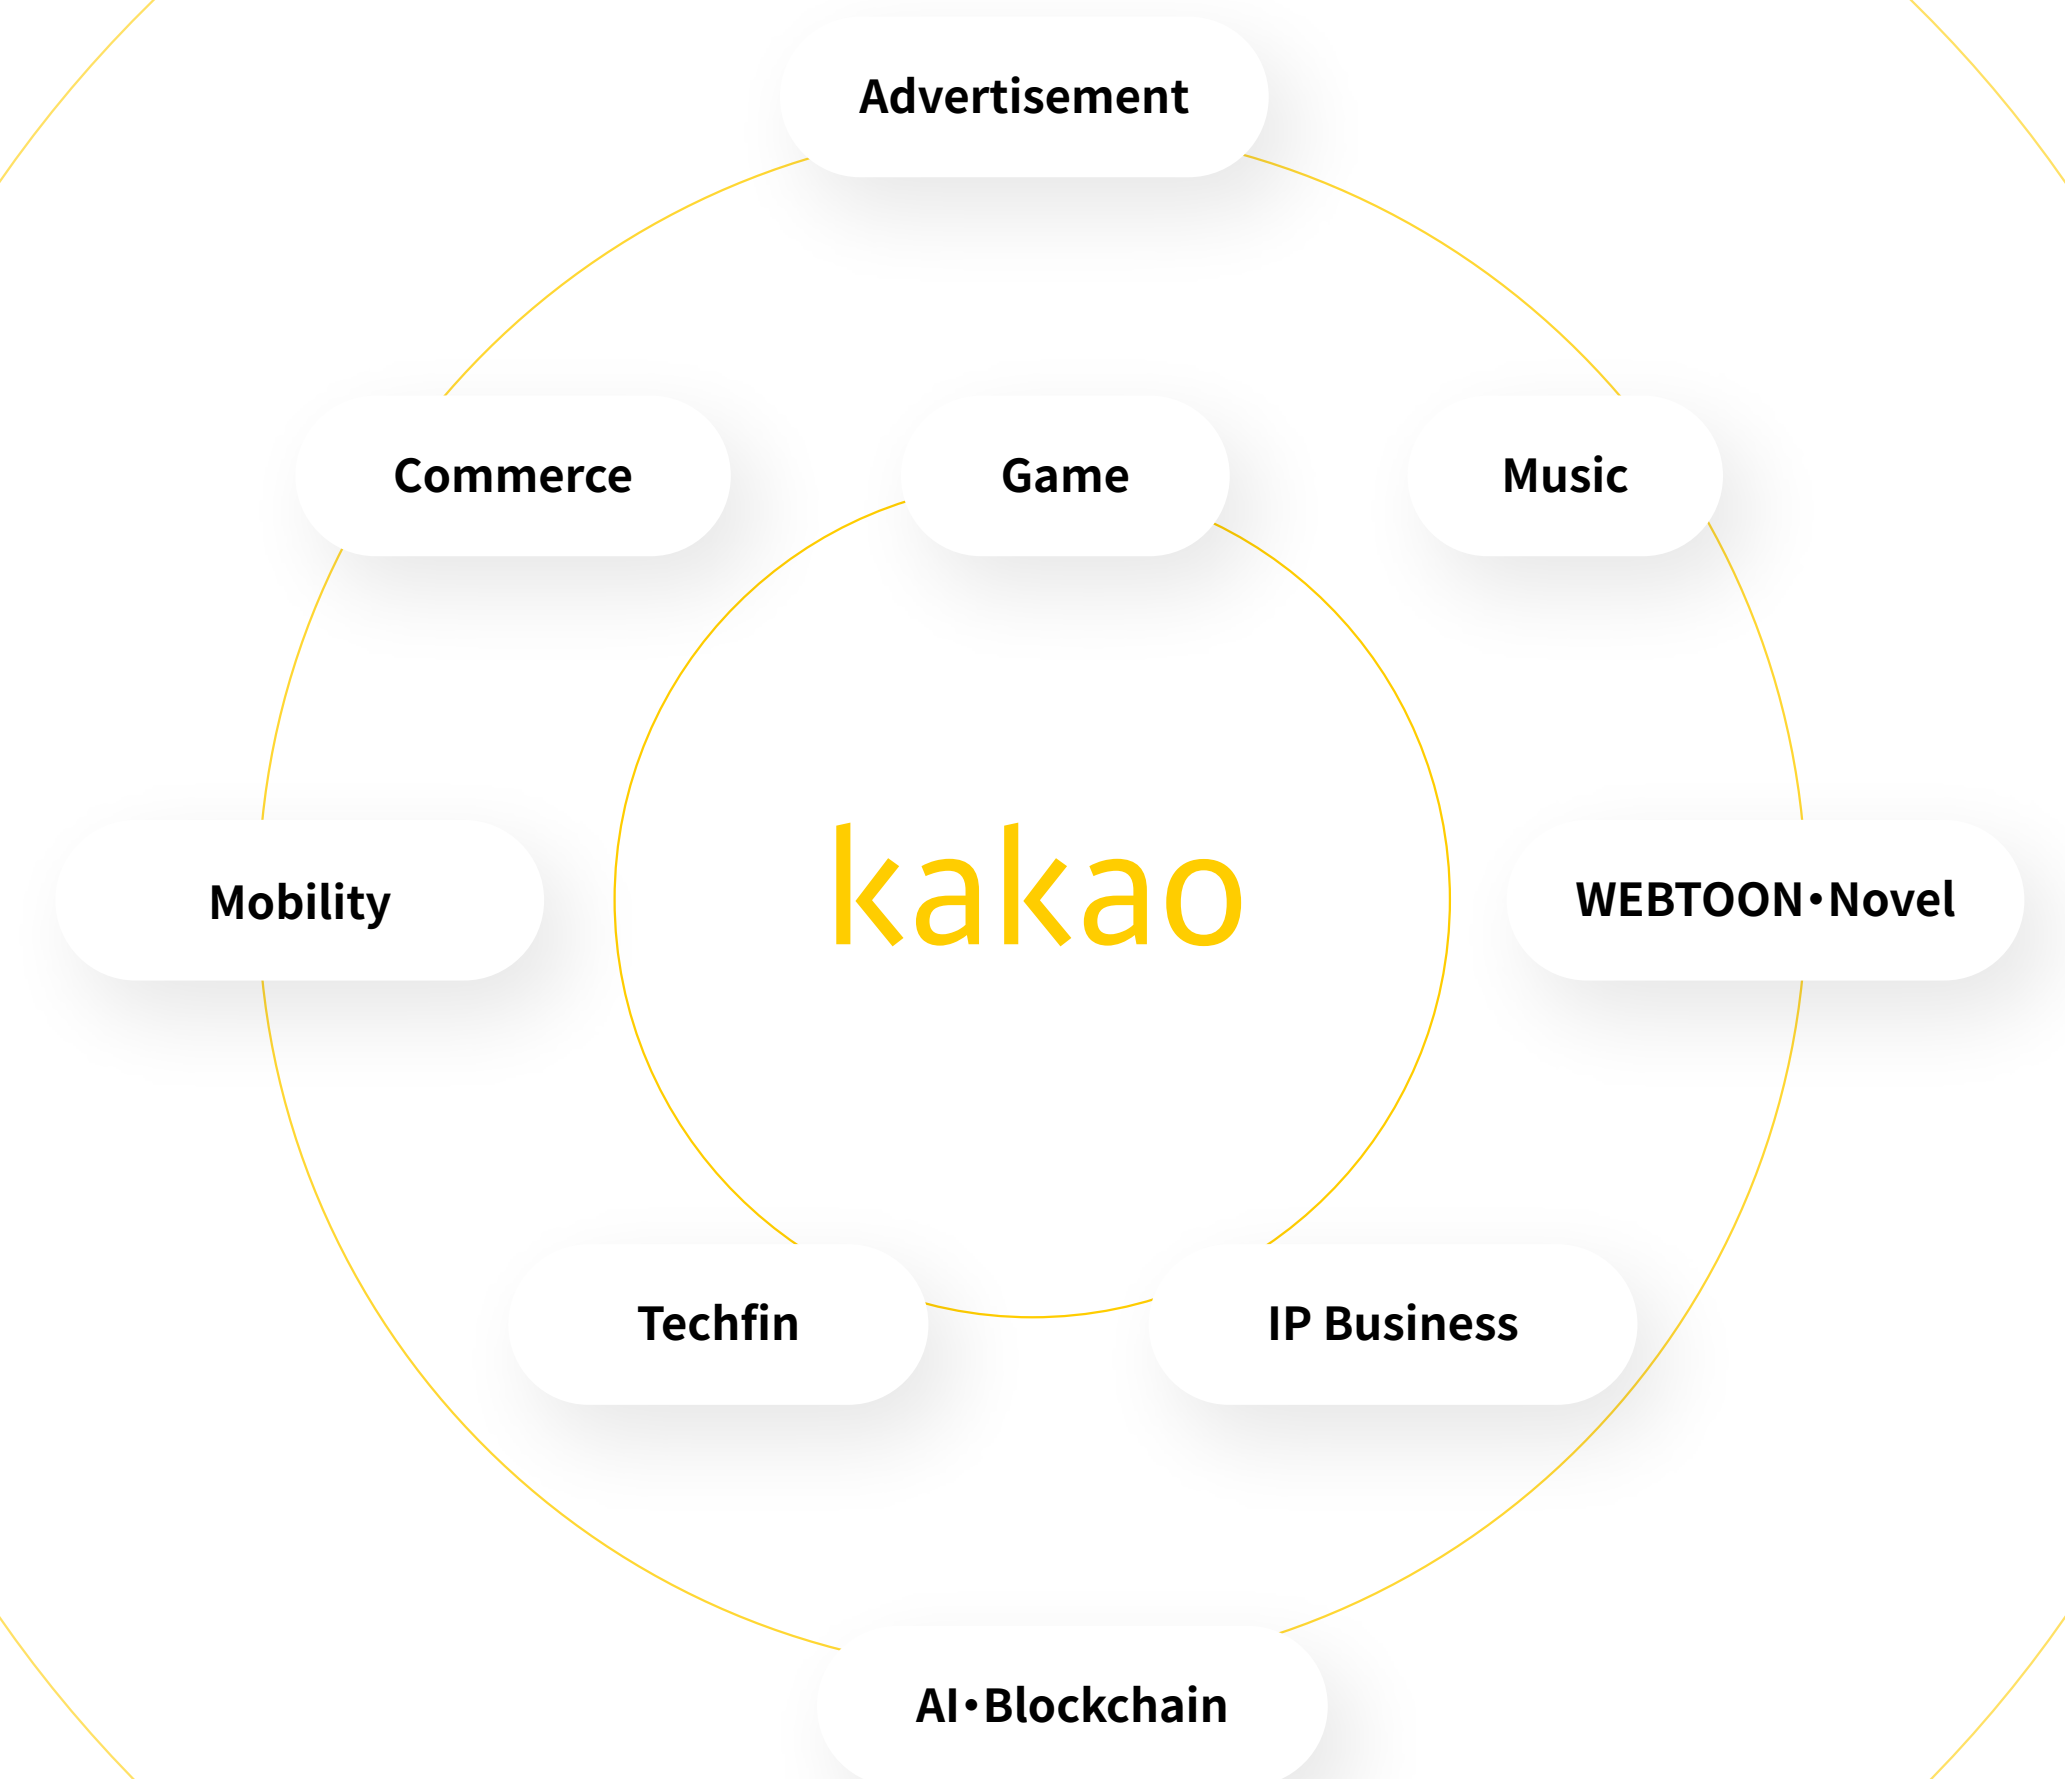 Advertisement
Commerce
Game
Music
kakao
Mobility
WEBTOON•Novel
Techfin
IP Business
AI•Blockchain